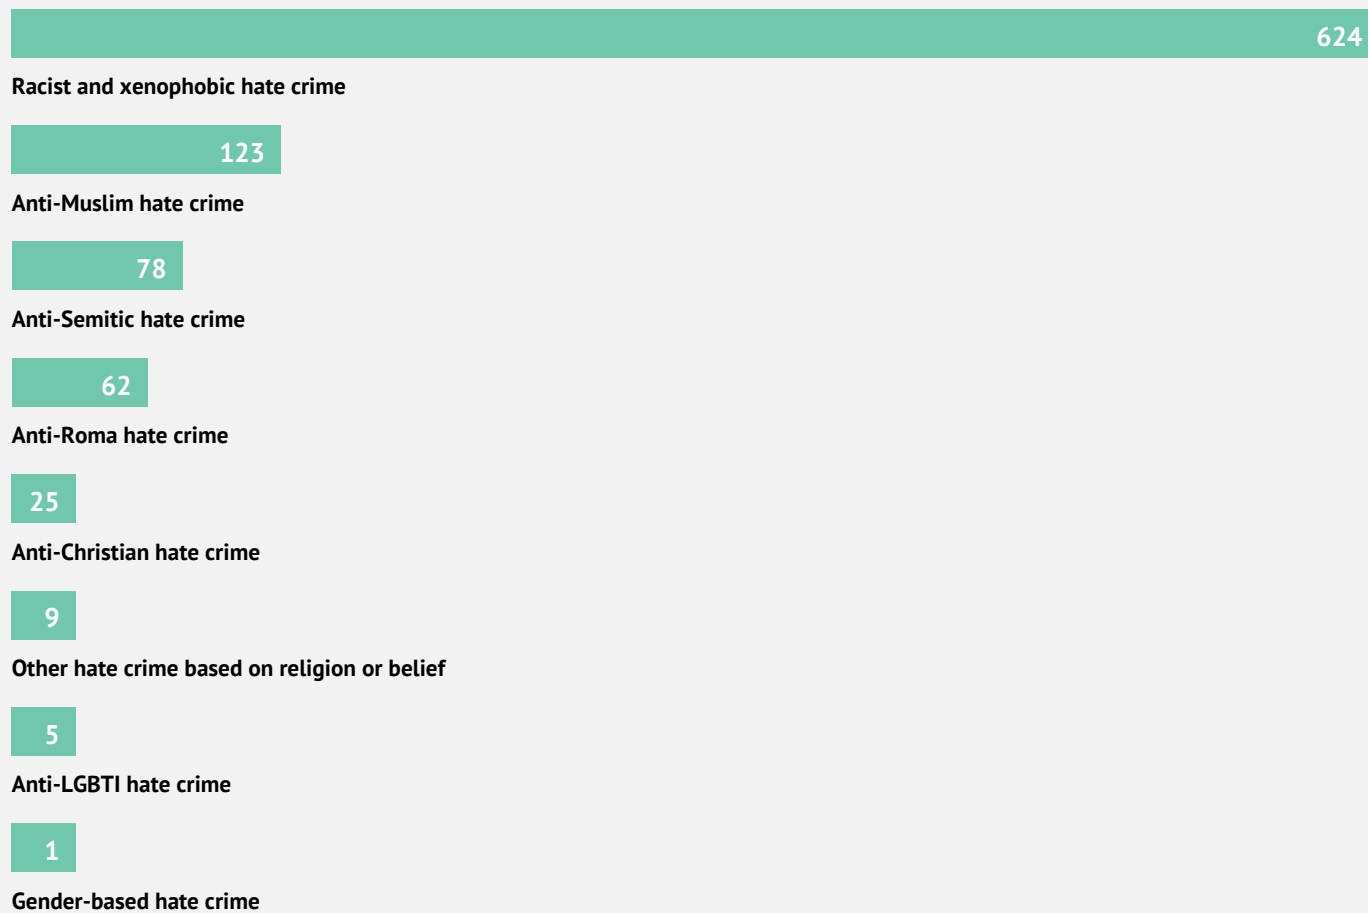 624
Racist and xenophobic hate crime
123
Anti-Muslim hate crime
78
Anti-Semitic hate crime
62
Anti-Roma hate crime
25
Anti-Christian hate crime
9
Other hate crime based on religion or belief
5
Anti-LGBTI hate crime
1
Gender-based hate crime